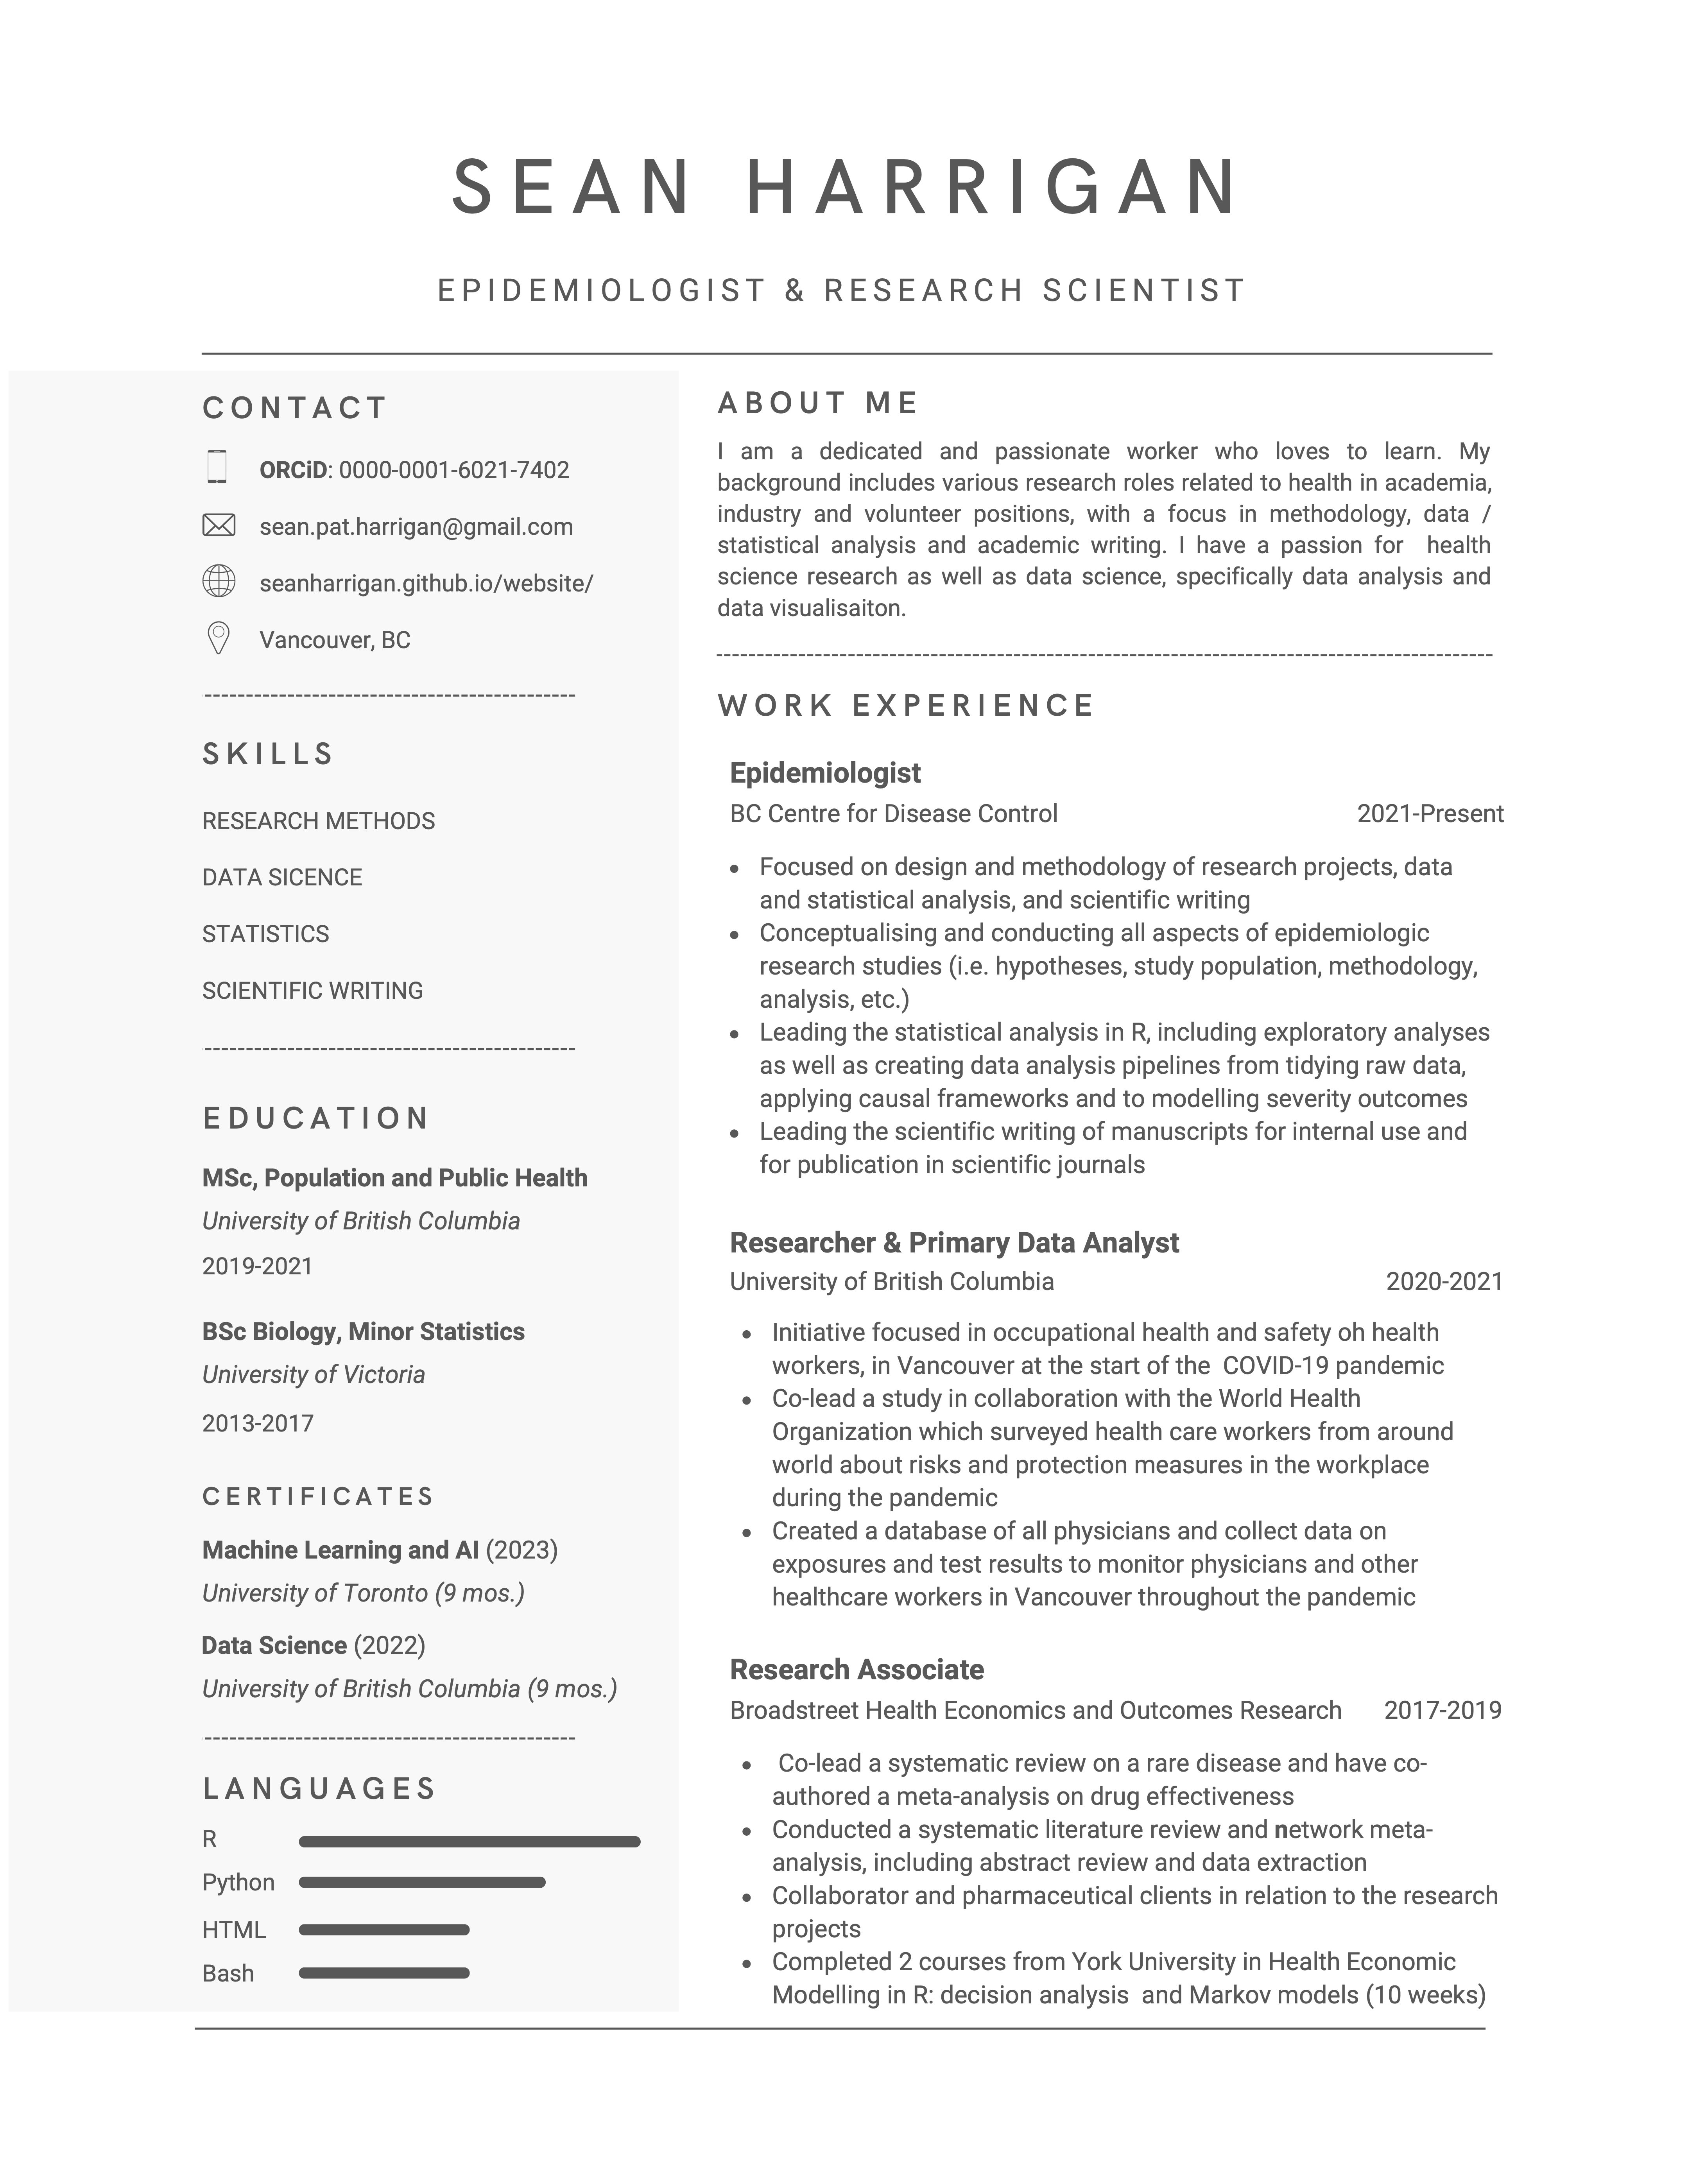 SEAN HARRIGAN
EPIDEMIOLOGIST & RESEARCH SCIENTIST
CONTACT
ORCiD: 0000-0001-6021-7402
sean.pat.harrigan@gmail.com
seanharrigan.github.io/website/
Vancouver, BC
SKILLS
RESEARCH METHODS
DATA SICENCE
STATISTICS
SCIENTIFIC WRITING
EDUCATION
MSc, Population and Public Health
University of British Columbia
2019-2021
BSc Biology, Minor Statistics
University of Victoria
2013-2017
CERTIFICATES
Machine Learning and AI (2023)
University of Toronto (9 mos.)
Data Science (2022)
University of British Columbia (9 mos.)
LANGUAGES
R
Python
HTML
Bash
ABOUT ME
I am a dedicated and passionate worker who loves to learn. My
background includes various research roles related to health in academia,
industry and volunteer positions, with a focus in methodology, data /
statistical analysis and academic writing. I have a passion for health
science research as well as data science, specifically data analysis and
data visualisaiton.
WORK EXPERIENCE
Epidemiologist
BC Centre for Disease Control 2021-Present
• Focused on design and methodology of research projects, data
and statistical analysis, and scientific writing
• Conceptualising and conducting all aspects of epidemiologic
research studies (i.e. hypotheses, study population, methodology,
analysis, etc.)
• Leading the statistical analysis in R, including exploratory analyses
as well as creating data analysis pipelines from tidying raw data,
applying causal frameworks and to modelling severity outcomes
• Leading the scientific writing of manuscripts for internal use and
for publication in scientific journals
Researcher & Primary Data Analyst
University of British Columbia 2020-2021
• Initiative focused in occupational health and safety oh health
workers, in Vancouver at the start of the COVID-19 pandemic
• Co-lead a study in collaboration with the World Health
Organization which surveyed health care workers from around
world about risks and protection measures in the workplace
during the pandemic
• Created a database of all physicians and collect data on
exposures and test results to monitor physicians and other
healthcare workers in Vancouver throughout the pandemic
Research Associate
Broadstreet Health Economics and Outcomes Research 2017-2019
• Co-lead a systematic review on a rare disease and have co-
authored a meta-analysis on drug effectiveness
• Conducted a systematic literature review and network meta-
analysis, including abstract review and data extraction
• Collaborator and pharmaceutical clients in relation to the research
projects
• Completed 2 courses from York University in Health Economic
Modelling in R: decision analysis and Markov models (10 weeks)